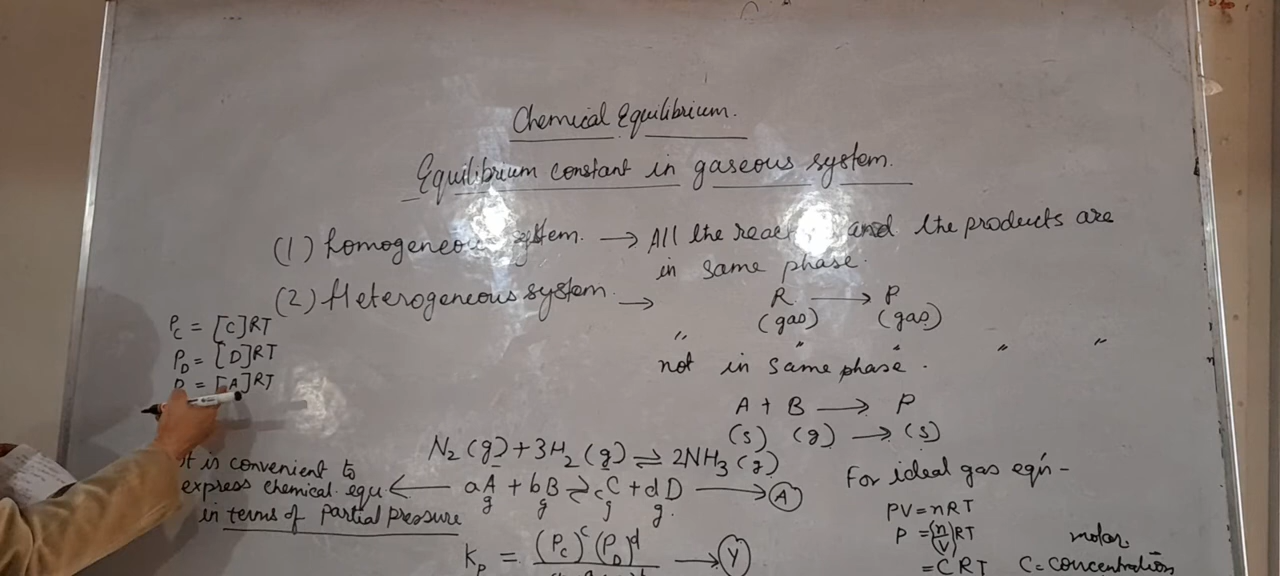 Chemical Equilibrium.
Equilibrium constant in gaseous system.
(1) homogeneous system. → All the and the products are
in same phase.
(2) Heterogeneous system. →
R → P
(gas) (gas)
" " " " "
not in same phase.
A + B → P
(s) (g) → (s)
P_C = [C]RT
P_D = [D]RT
= [A]RT
N₂(g) + 3H₂(g) ⇌ 2NH₃(g)
it is convenient to
express chemical equ ← aA + bB ⇌ cC + dD → (A)
g g g g
in terms of partial pressure
K_p = (P_C)^c (P_D)^d → (Y)
For ideal gas eqn -
PV = nRT
P = (n/V)RT
= CRT
molar
C = concentration